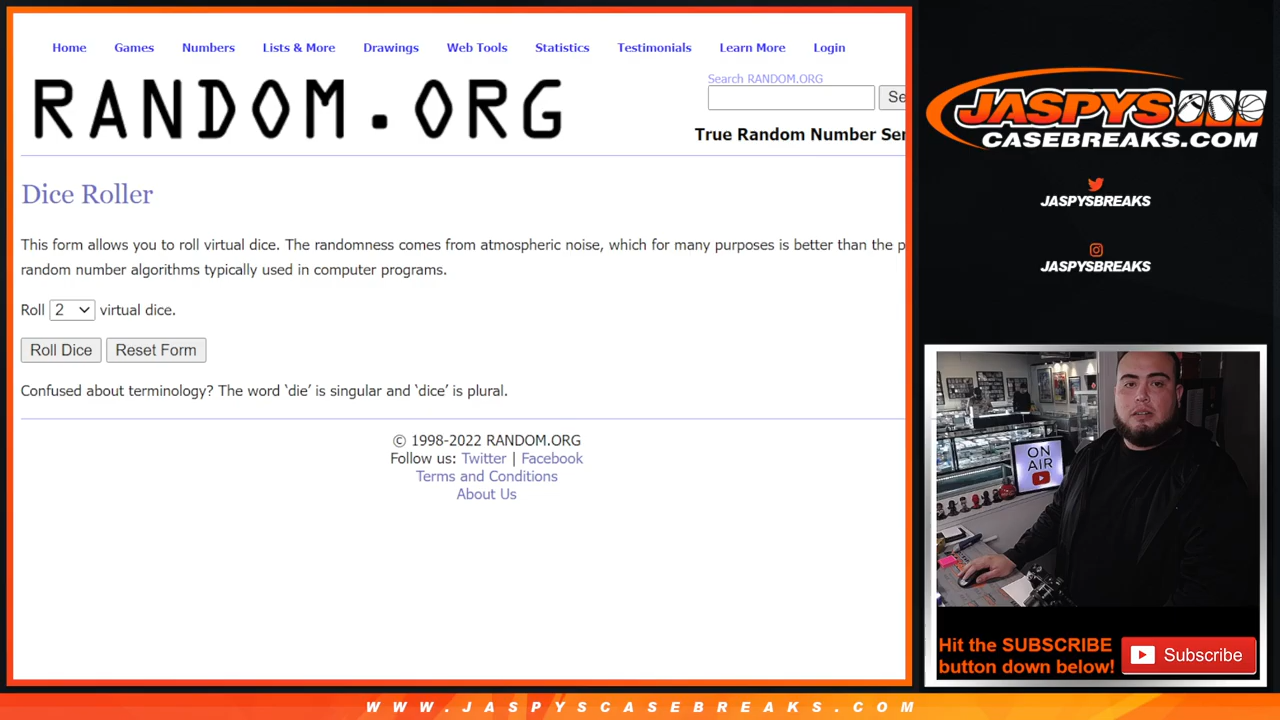 Home Games Numbers Lists & More Drawings Web Tools Statistics Testimonials Learn More Login
RANDOM.ORG
Search RANDOM.ORG
Se
True Random Number Ser
Dice Roller
This form allows you to roll virtual dice. The randomness comes from atmospheric noise, which for many purposes is better than the p
random number algorithms typically used in computer programs.
Roll 2 virtual dice.
Roll Dice Reset Form
Confused about terminology? The word ‘die’ is singular and ‘dice’ is plural.
© 1998-2022 RANDOM.ORG
Follow us: Twitter | Facebook
Terms and Conditions
About Us
JASPYS
CASEBREAKS.COM
JASPYSBREAKS
JASPYSBREAKS
ON
AIR
Hit the SUBSCRIBE
button down below!
Subscribe
WWW.JASPYSCASEBREAKS.COM